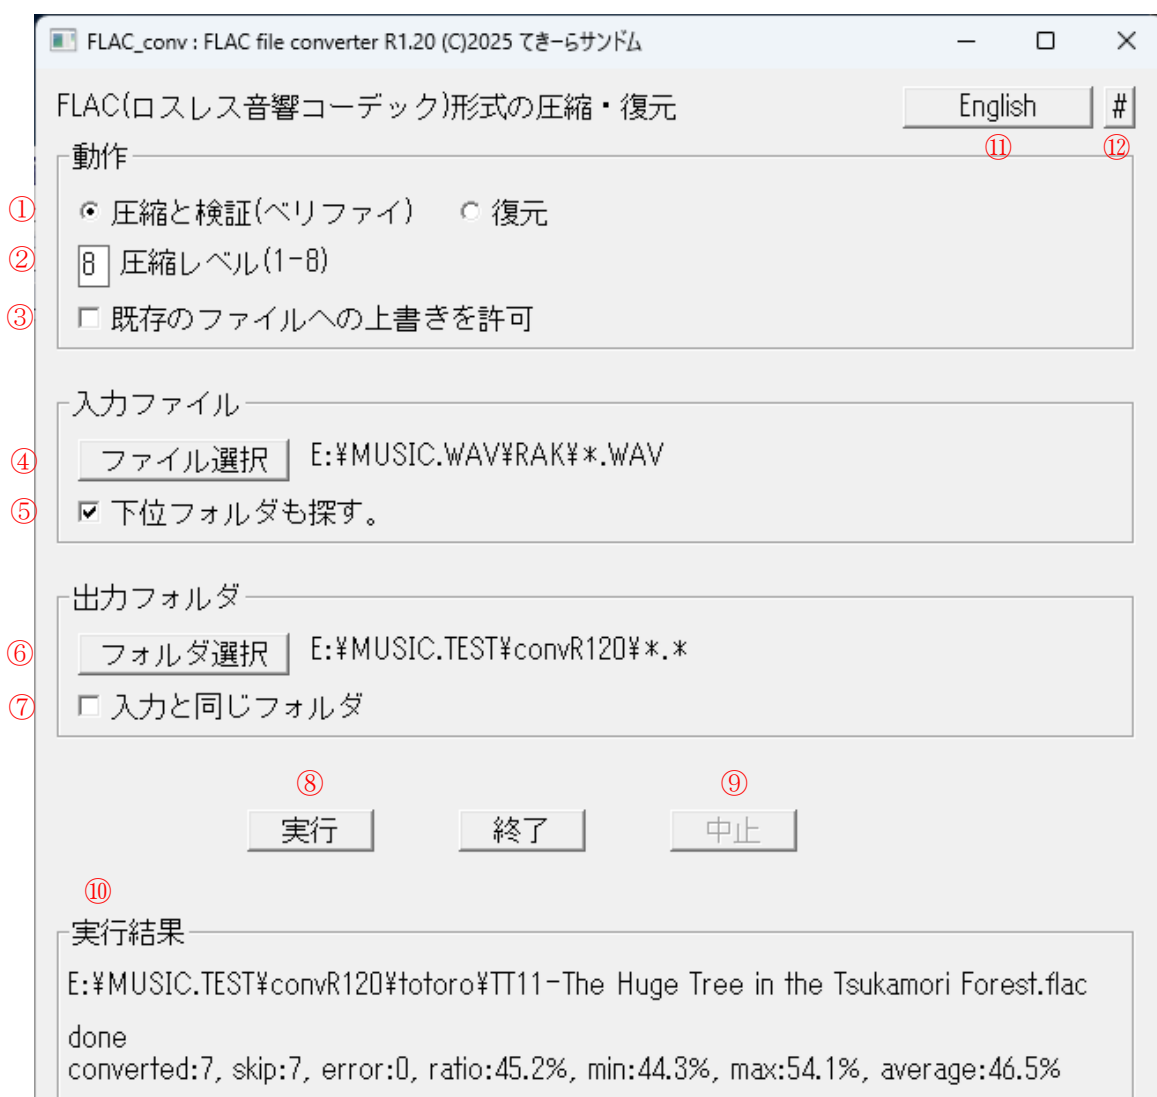 FLAC_conv : FLAC file converter R1.20 (C)2025 てきーらサンドム
FLAC(ロスレス音響コーデック)形式の圧縮・復元 English #
⑪ ⑫
動作
① 圧縮と検証(ベリファイ) 復元
② 8 圧縮レベル(1-8)
③ 既存のファイルへの上書きを許可
入力ファイル
④ ファイル選択 E:¥MUSIC.WAV¥RAK¥*.WAV
⑤ 下位フォルダも探す。
出力フォルダ
⑥ フォルダ選択 E:¥MUSIC.TEST¥convR120¥*.*
⑦ 入力と同じフォルダ
⑧ ⑨
実行 終了 中止
⑩
実行結果
E:¥MUSIC.TEST¥convR120¥totoro¥TT11-The Huge Tree in the Tsukamori Forest.flac
done
converted:7, skip:7, error:0, ratio:45.2%, min:44.3%, max:54.1%, average:46.5%